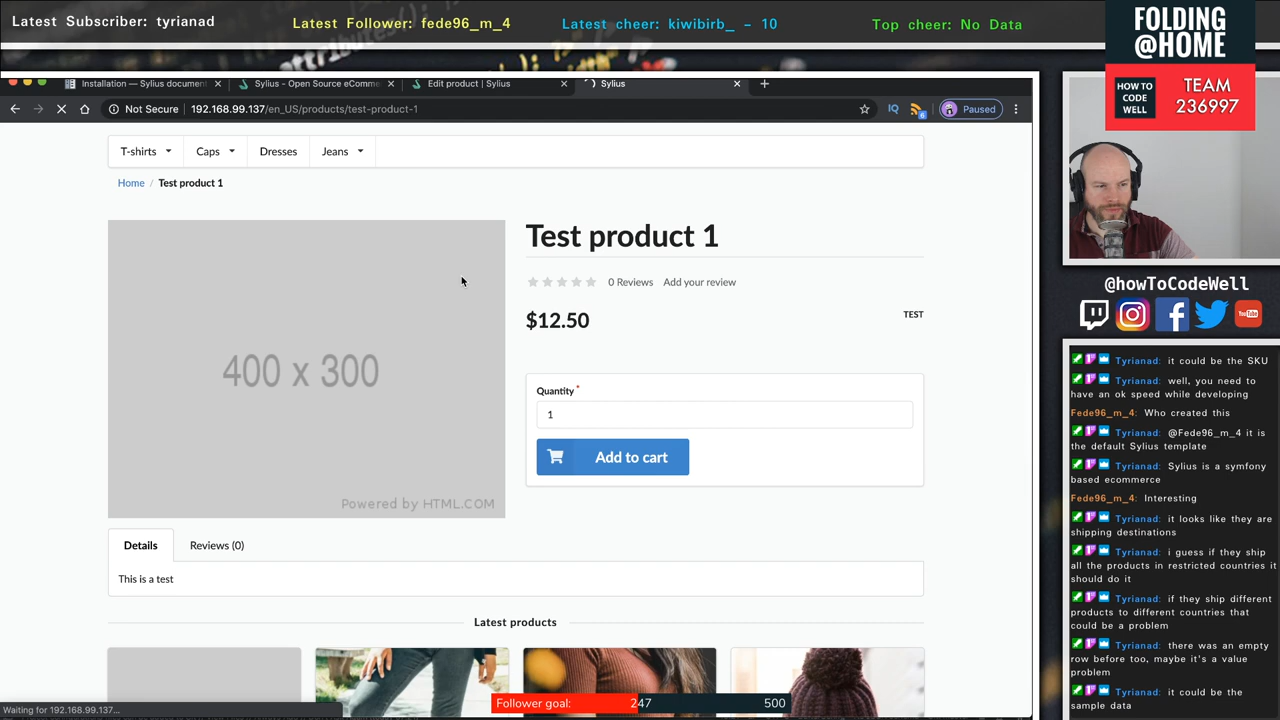 Latest Subscriber: tyrianad
Latest Follower: fede96_m_4
Latest cheer: kiwibirb_ - 10
Top cheer: No Data
FOLDING
@HOME
HOW TO
CODE
WELL
TEAM
236997
Installation — Sylius document
Sylius - Open Source eComme
Edit product | Sylius
Sylius
Not Secure
192.168.99.137/en_US/products/test-product-1
IQ
6
Paused
T-shirts
Caps
Dresses
Jeans
Home / Test product 1
400 x 300
Powered by HTML.COM
Test product 1
0 Reviews
Add your review
$12.50
TEST
Quantity *
1
Add to cart
Details
Reviews (0)
This is a test
Latest products
Waiting for 192.168.99.137...
Follower goal:
247
500
@howToCodeWell
You
Tube
Tyrianad: it could be the SKU
Tyrianad: well, you need to
have an ok speed while developing
Fede96_m_4: Who created this
Tyrianad: @Fede96_m_4 it is
the default Sylius template
Tyrianad: Sylius is a symfony
based ecommerce
Fede96_m_4: Interesting
Tyrianad: it looks like they are
shipping destinations
Tyrianad: i guess if they ship
all the products in restricted countries it
should do it
Tyrianad: if they ship different
products to different countries that
could be a problem
Tyrianad: there was an empty
row before too, maybe it's a value
problem
Tyrianad: it could be the
sample data